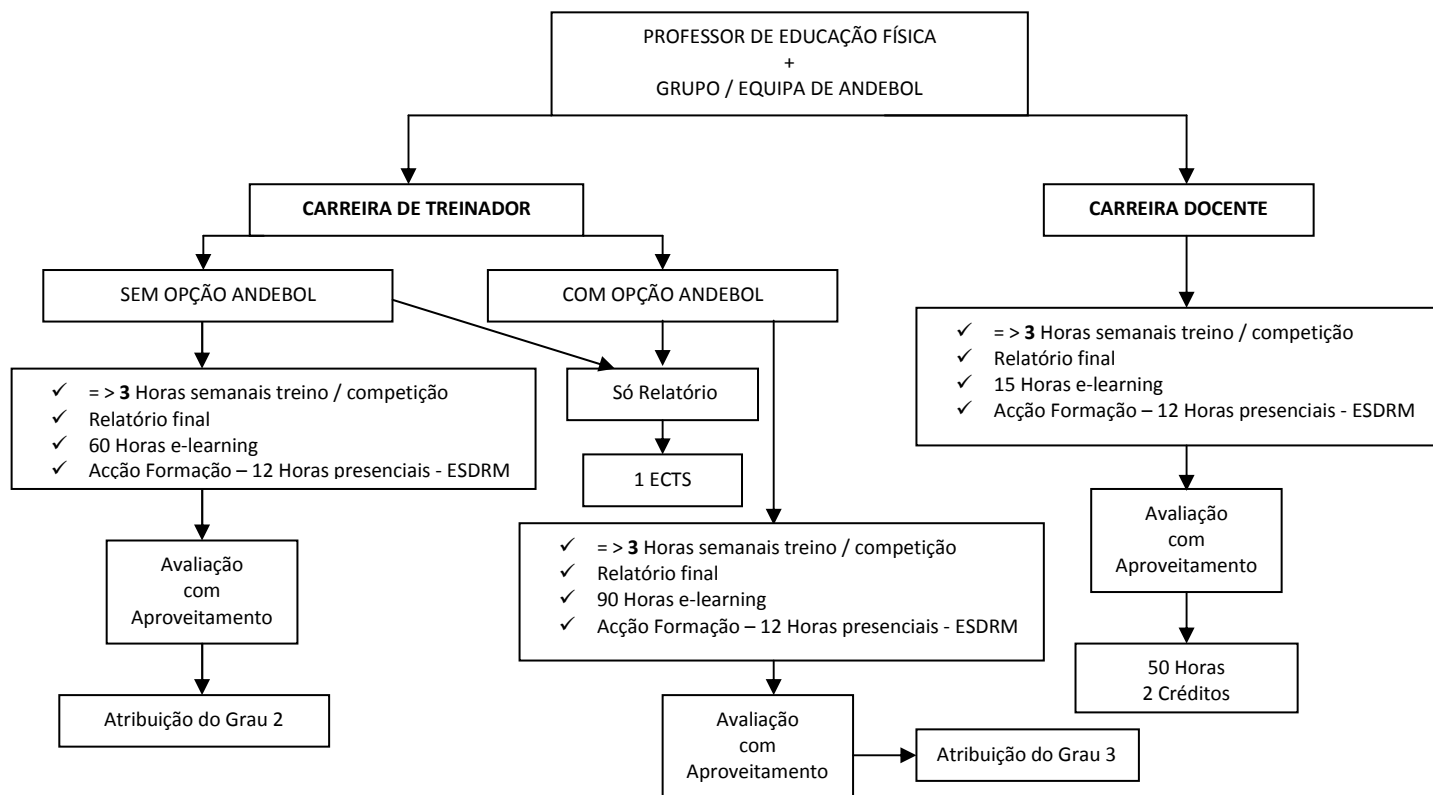 PROFESSOR DE EDUCAÇÃO FÍSICA
+
GRUPO / EQUIPA DE ANDEBOL
CARREIRA DE TREINADOR
CARREIRA DOCENTE
SEM OPÇÃO ANDEBOL
COM OPÇÃO ANDEBOL
✓ = > 3 Horas semanais treino / competição
✓ Relatório final
✓ 60 Horas e-learning
✓ Acção Formação – 12 Horas presenciais - ESDRM
Só Relatório
1 ECTS
✓ = > 3 Horas semanais treino / competição
✓ Relatório final
✓ 15 Horas e-learning
✓ Acção Formação – 12 Horas presenciais - ESDRM
Avaliação
com
Aproveitamento
Atribuição do Grau 2
✓ = > 3 Horas semanais treino / competição
✓ Relatório final
✓ 90 Horas e-learning
✓ Acção Formação – 12 Horas presenciais - ESDRM
Avaliação
com
Aproveitamento
Atribuição do Grau 3
Avaliação
com
Aproveitamento
50 Horas
2 Créditos